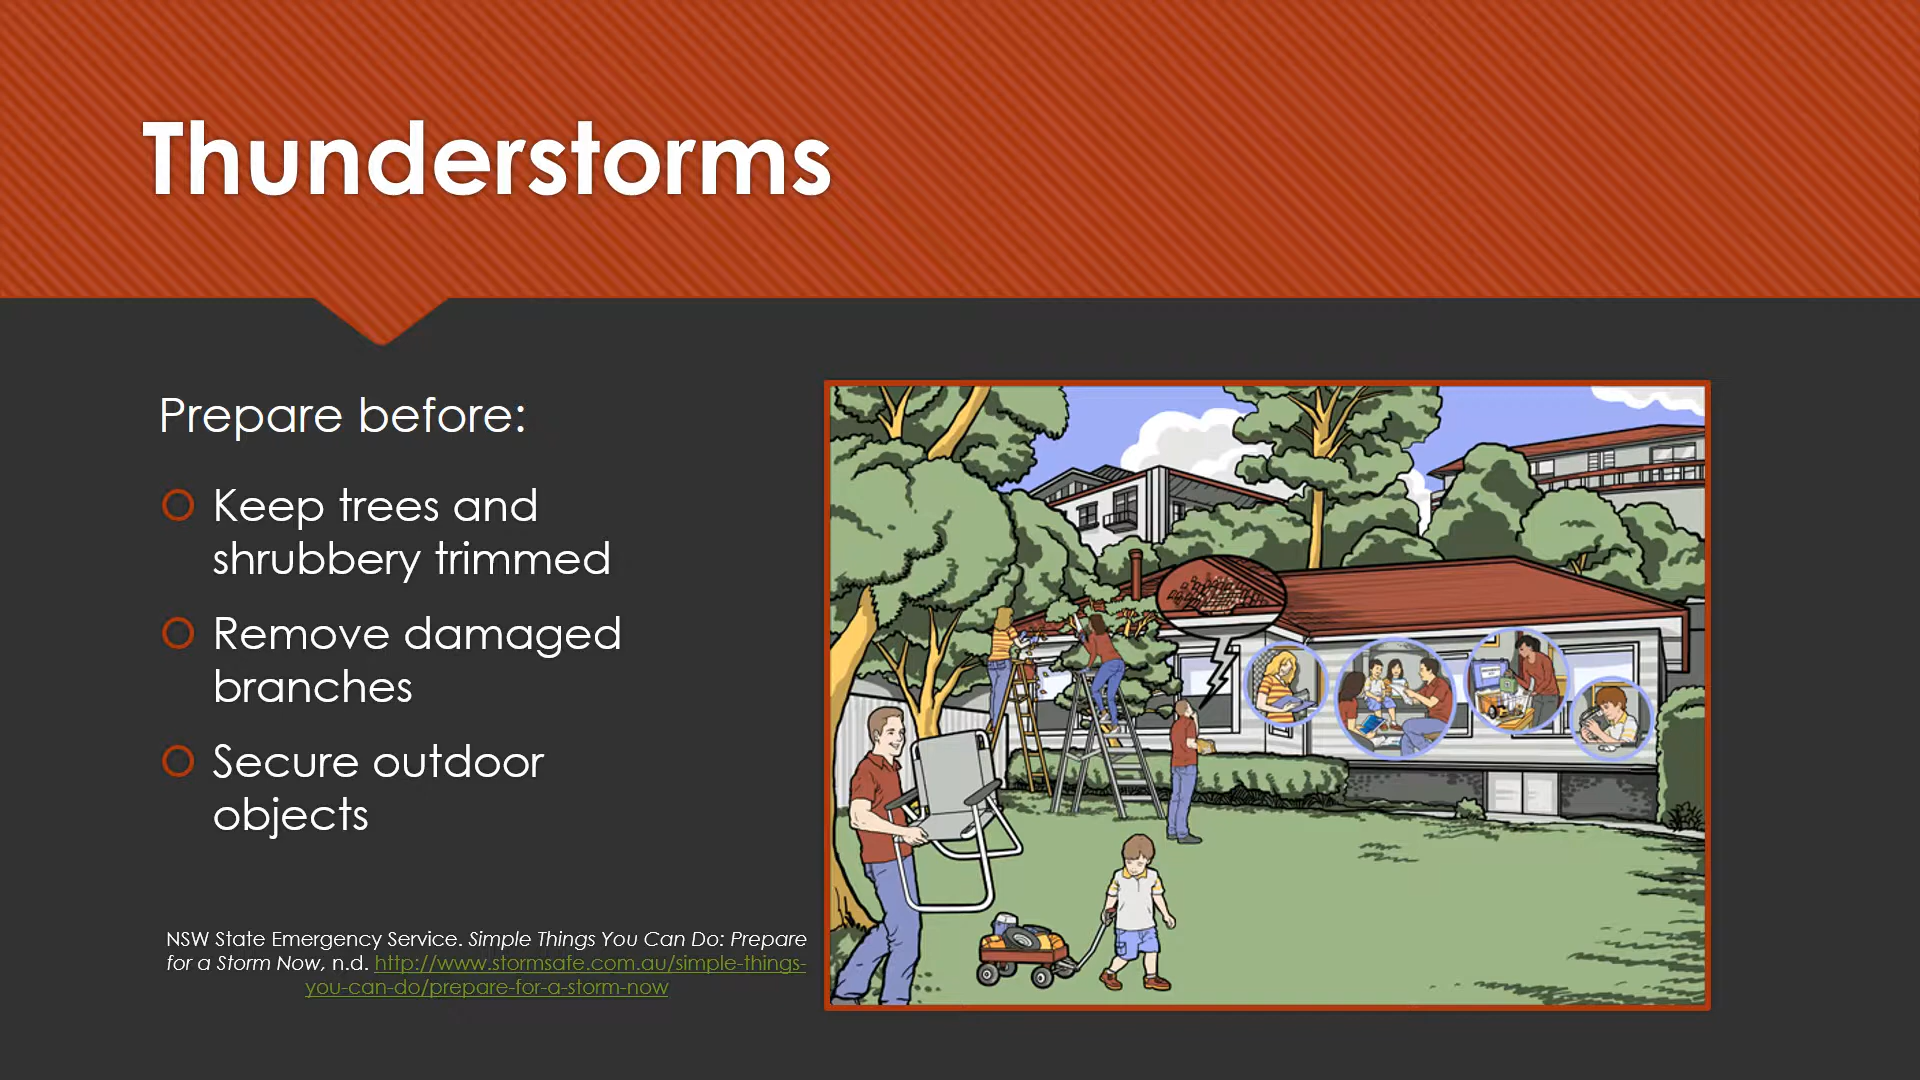 Thunderstorms
Prepare before:
Keep trees and
shrubbery trimmed
Remove damaged
branches
Secure outdoor
objects
NSW State Emergency Service. Simple Things You Can Do: Prepare
for a Storm Now, n.d. http://www.stormsafe.com.au/simple-things-
you-can-do/prepare-for-a-storm-now